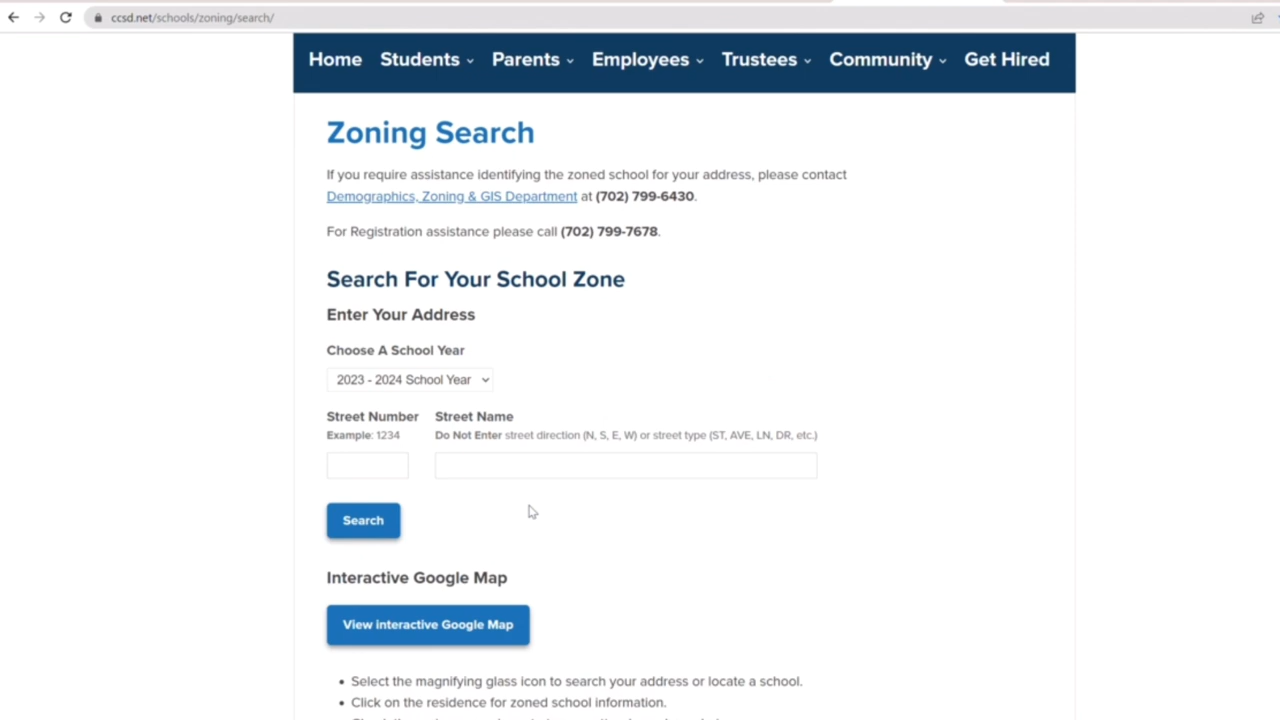 ccsd.net/schools/zoning/search/
Home Students Parents Employees Trustees Community Get Hired
Zoning Search
If you require assistance identifying the zoned school for your address, please contact
Demographics, Zoning & GIS Department at (702) 799-6430.
For Registration assistance please call (702) 799-7678.
Search For Your School Zone
Enter Your Address
Choose A School Year
2023 - 2024 School Year
Street Number Street Name
Example: 1234 Do Not Enter street direction (N, S, E, W) or street type (ST, AVE, LN, DR, etc.)
Search
Interactive Google Map
View interactive Google Map
• Select the magnifying glass icon to search your address or locate a school.
• Click on the residence for zoned school information.